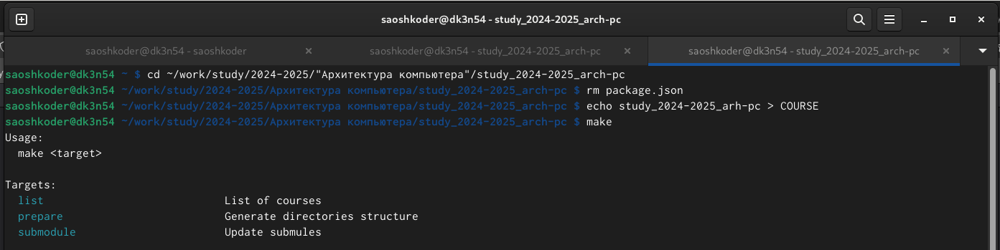 saoshkoder@dk3n54 - study_2024-2025_arch-pc
saoshkoder@dk3n54 - saoshkoder
saoshkoder@dk3n54 - study_2024-2025_arch-pc
saoshkoder@dk3n54 - study_2024-2025_arch-pc
saoshkoder@dk3n54 ~ $ cd ~/work/study/2024-2025/"Архитектура компьютера"/study_2024-2025_arch-pc
saoshkoder@dk3n54 ~/work/study/2024-2025/Архитектура компьютера/study_2024-2025_arch-pc $ rm package.json
saoshkoder@dk3n54 ~/work/study/2024-2025/Архитектура компьютера/study_2024-2025_arch-pc $ echo study_2024-2025_arh-pc > COURSE
saoshkoder@dk3n54 ~/work/study/2024-2025/Архитектура компьютера/study_2024-2025_arch-pc $ make
Usage:
  make <target>

Targets:
  list                            List of courses
  prepare                         Generate directories structure
  submodule                       Update submules